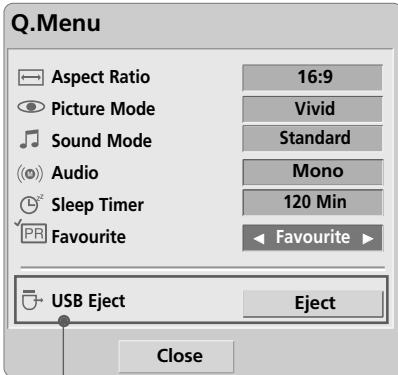 Q.Menu
Aspect Ratio 16:9
Picture Mode Vivid
Sound Mode Standard
Audio Mono
Sleep Timer 120 Min
PR Favourite ◄ Favourite ►
USB Eject Eject
Close